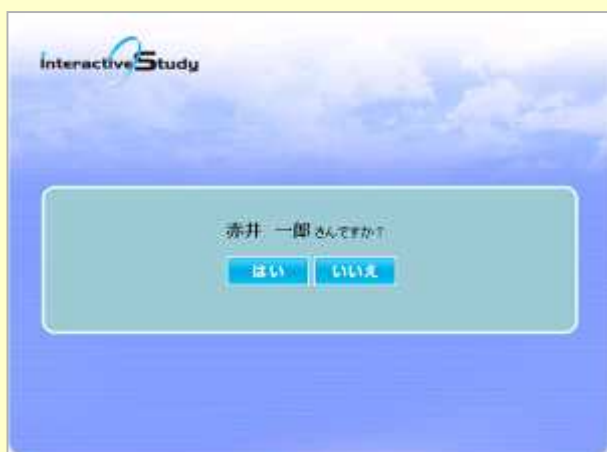 interactiveStudy
赤井　一郎 さんですか？
はい いいえ